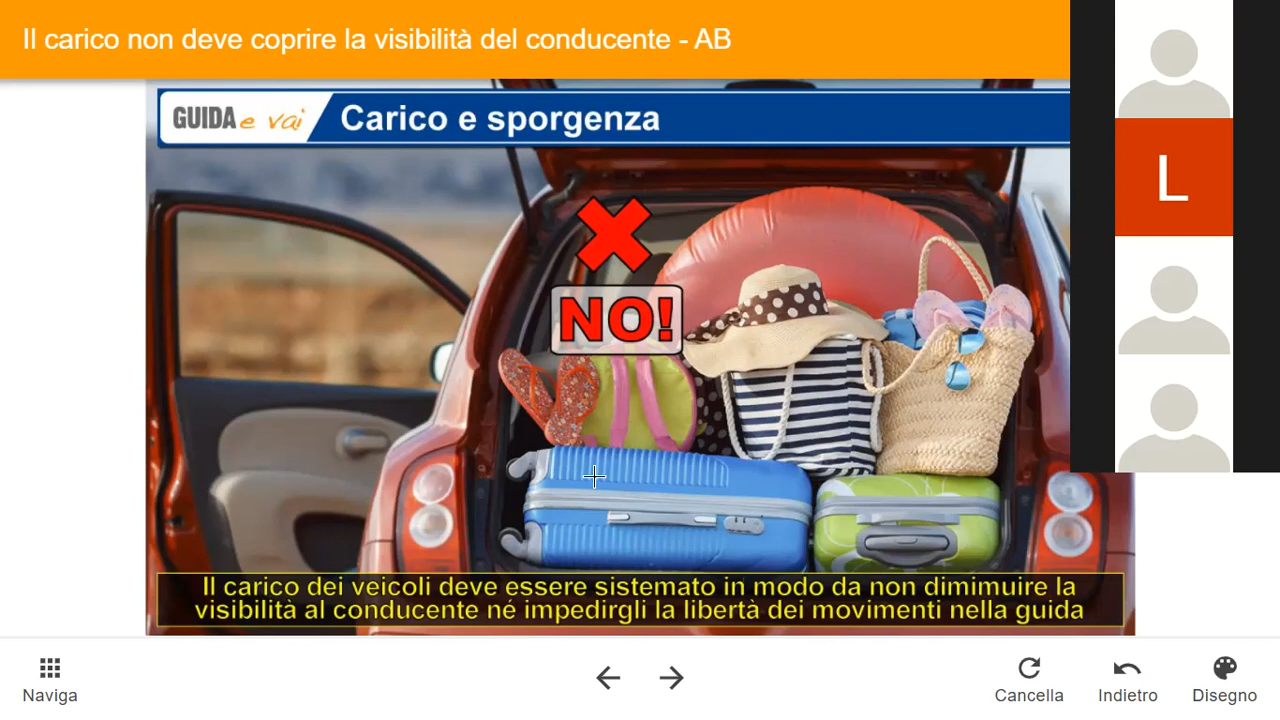 Il carico non deve coprire la visibilità del conducente - AB
GUIDA e vai
Carico e sporgenza
L
NO!
Il carico dei veicoli deve essere sistemato in modo da non dimimuire la
visibilità al conducente né impedirgli la libertà dei movimenti nella guida
Naviga
Cancella
Indietro
Disegno